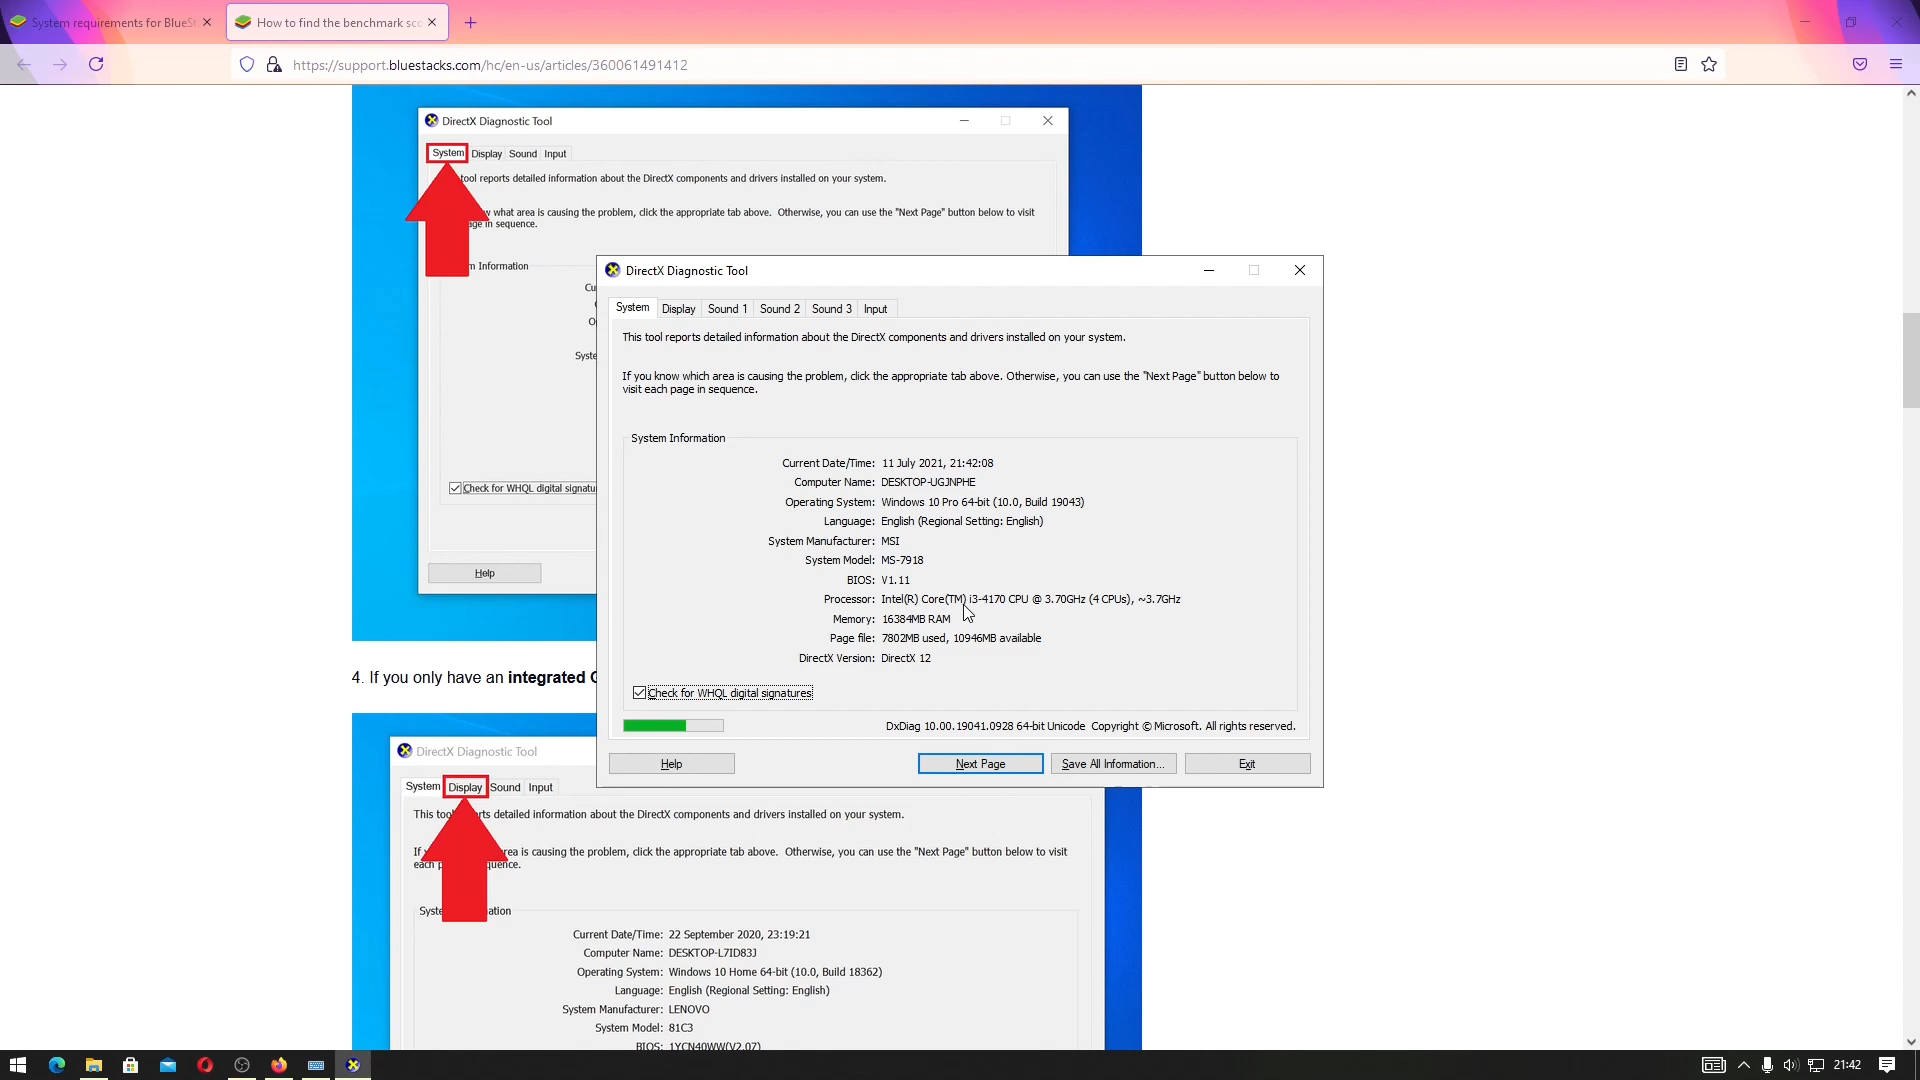 System requirements for BlueSt
How to find the benchmark sco
https://support.bluestacks.com/hc/en-us/articles/360061491412
DirectX Diagnostic Tool
System Display Sound Input
tool reports detailed information about the DirectX components and drivers installed on your system.
w what area is causing the problem, click the appropriate tab above. Otherwise, you can use the "Next Page" button below to visit
age in sequence.
m Information
Cu
O
Syste
Check for WHQL digital signatu
Help
DirectX Diagnostic Tool
System Display Sound 1 Sound 2 Sound 3 Input
This tool reports detailed information about the DirectX components and drivers installed on your system.
If you know which area is causing the problem, click the appropriate tab above. Otherwise, you can use the "Next Page" button below to
visit each page in sequence.
System Information
Current Date/Time: 11 July 2021, 21:42:08
Computer Name: DESKTOP-UGJNPHE
Operating System: Windows 10 Pro 64-bit (10.0, Build 19043)
Language: English (Regional Setting: English)
System Manufacturer: MSI
System Model: MS-7918
BIOS: V1.11
Processor: Intel(R) Core(TM) i3-4170 CPU @ 3.70GHz (4 CPUs), ~3.7GHz
Memory: 16384MB RAM
Page file: 7802MB used, 10946MB available
DirectX Version: DirectX 12
Check for WHQL digital signatures
DxDiag 10.00.19041.0928 64-bit Unicode Copyright © Microsoft. All rights reserved.
Help Next Page Save All Information... Exit
4. If you only have an integrated
DirectX Diagnostic Tool
System Display Sound Input
This too rts detailed information about the DirectX components and drivers installed on your system.
If rea is causing the problem, click the appropriate tab above. Otherwise, you can use the "Next Page" button below to visit
each p quence.
Syste ation
Current Date/Time: 22 September 2020, 23:19:21
Computer Name: DESKTOP-L7ID83J
Operating System: Windows 10 Home 64-bit (10.0, Build 18362)
Language: English (Regional Setting: English)
System Manufacturer: LENOVO
System Model: 81C3
BIOS: 1YCN40WW(V2.07)
21:42